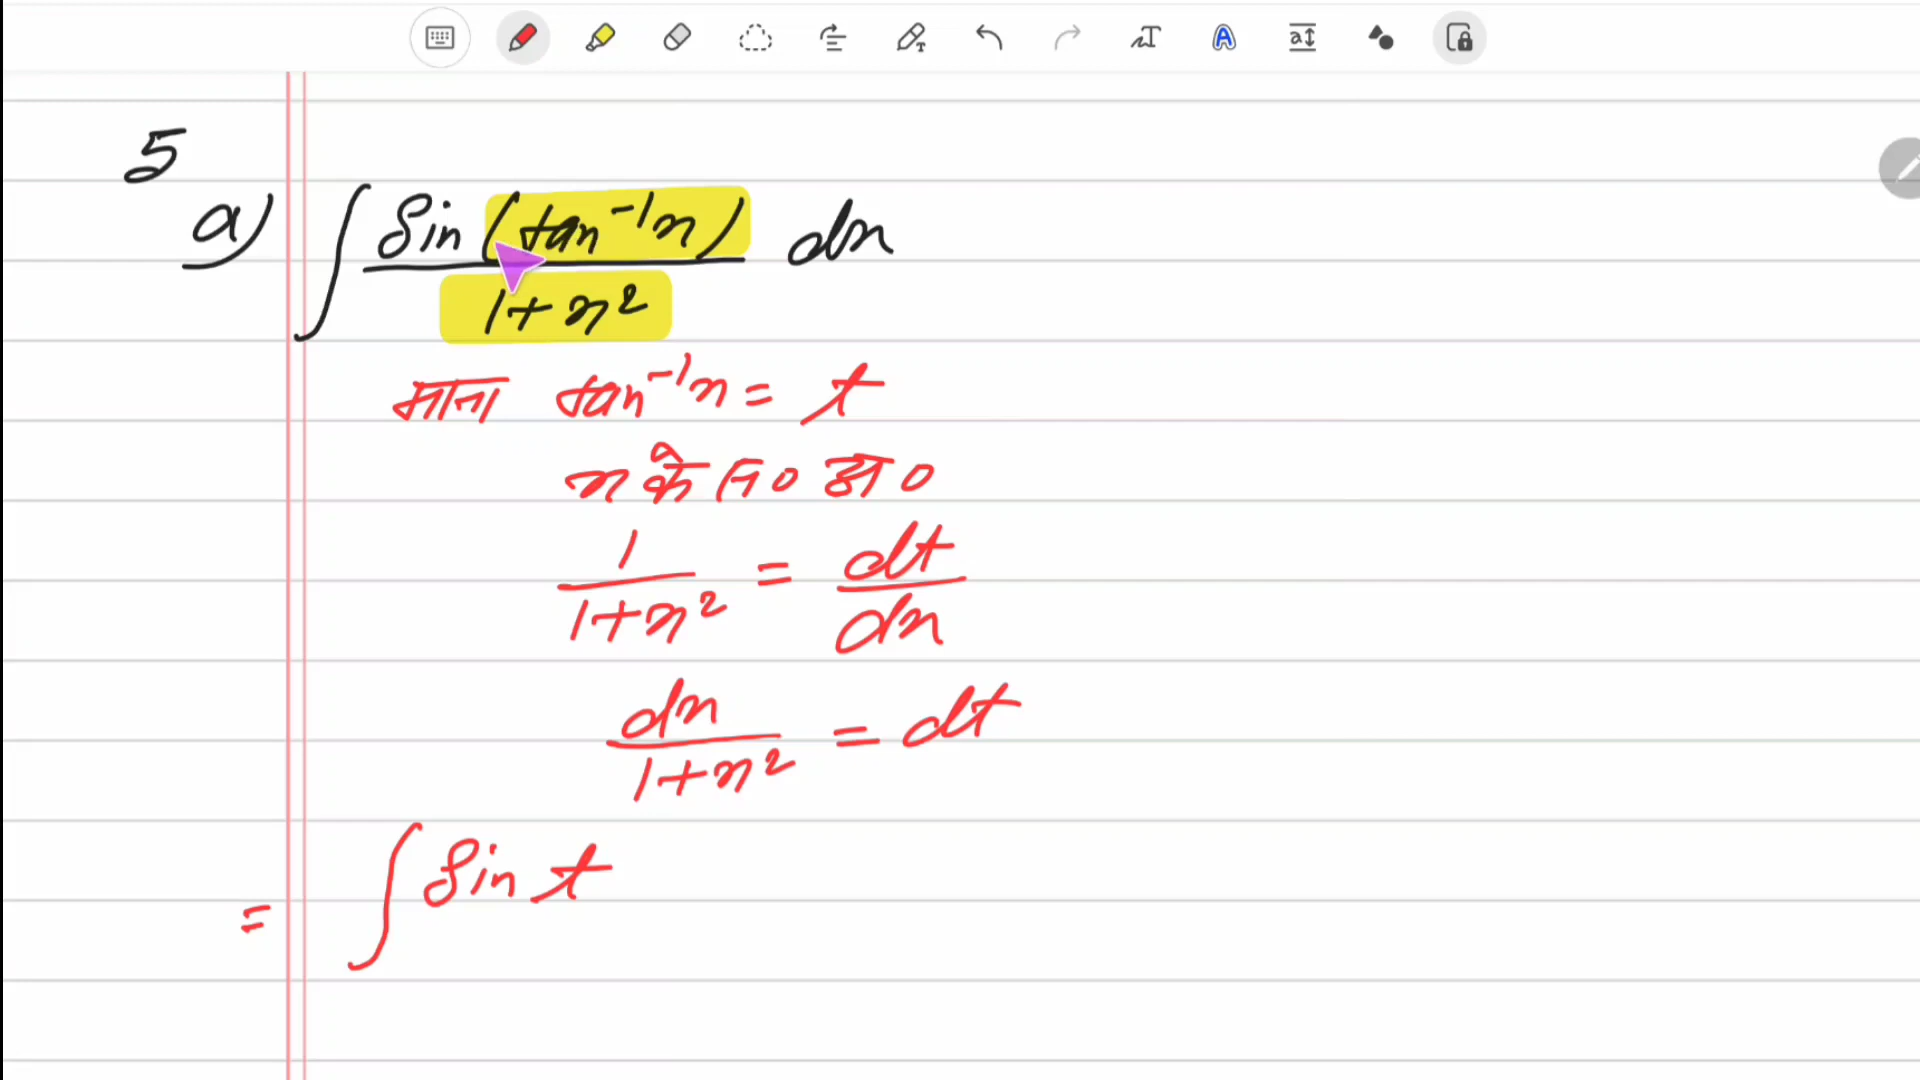 5
a) ∫ sin(tan⁻¹x) / 1+x² dx
माना tan⁻¹x = t
x के सा० अव०
1 / 1+x² = dt / dx
dx / 1+x² = dt
= ∫ sin t